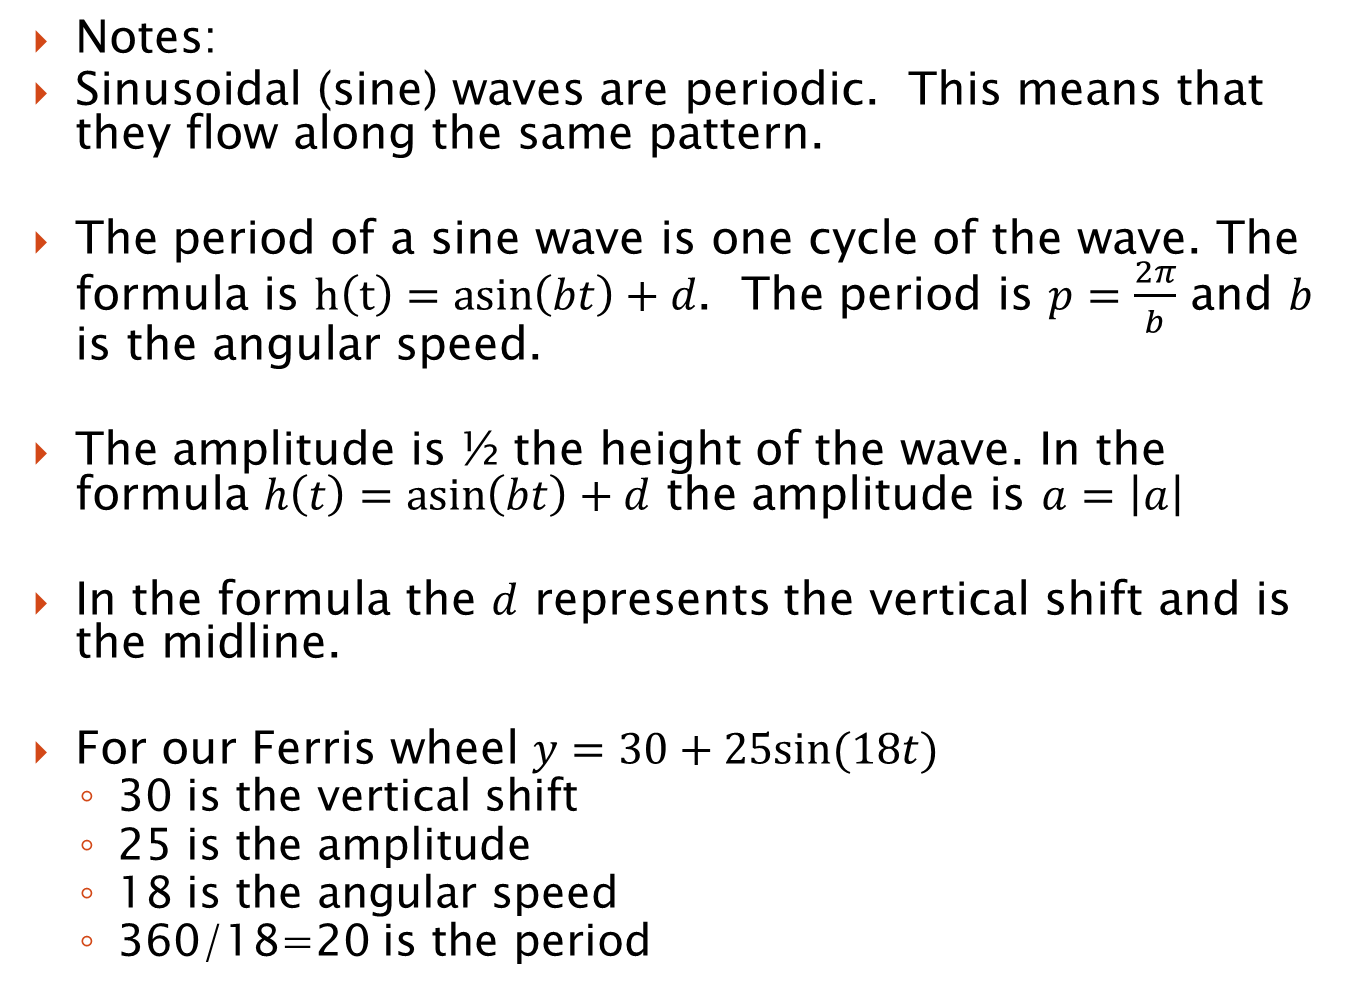 Notes:
Sinusoidal (sine) waves are periodic.  This means that
they flow along the same pattern.
The period of a sine wave is one cycle of the wave. The
formula is h(t) = asin(bt) + d.  The period is p = 2π/b and b
is the angular speed.
The amplitude is ½ the height of the wave. In the
formula h(t) = asin(bt) + d the amplitude is a = |a|
In the formula the d represents the vertical shift and is
the midline.
For our Ferris wheel y = 30 + 25sin(18t)
30 is the vertical shift
25 is the amplitude
18 is the angular speed
360/18=20 is the period